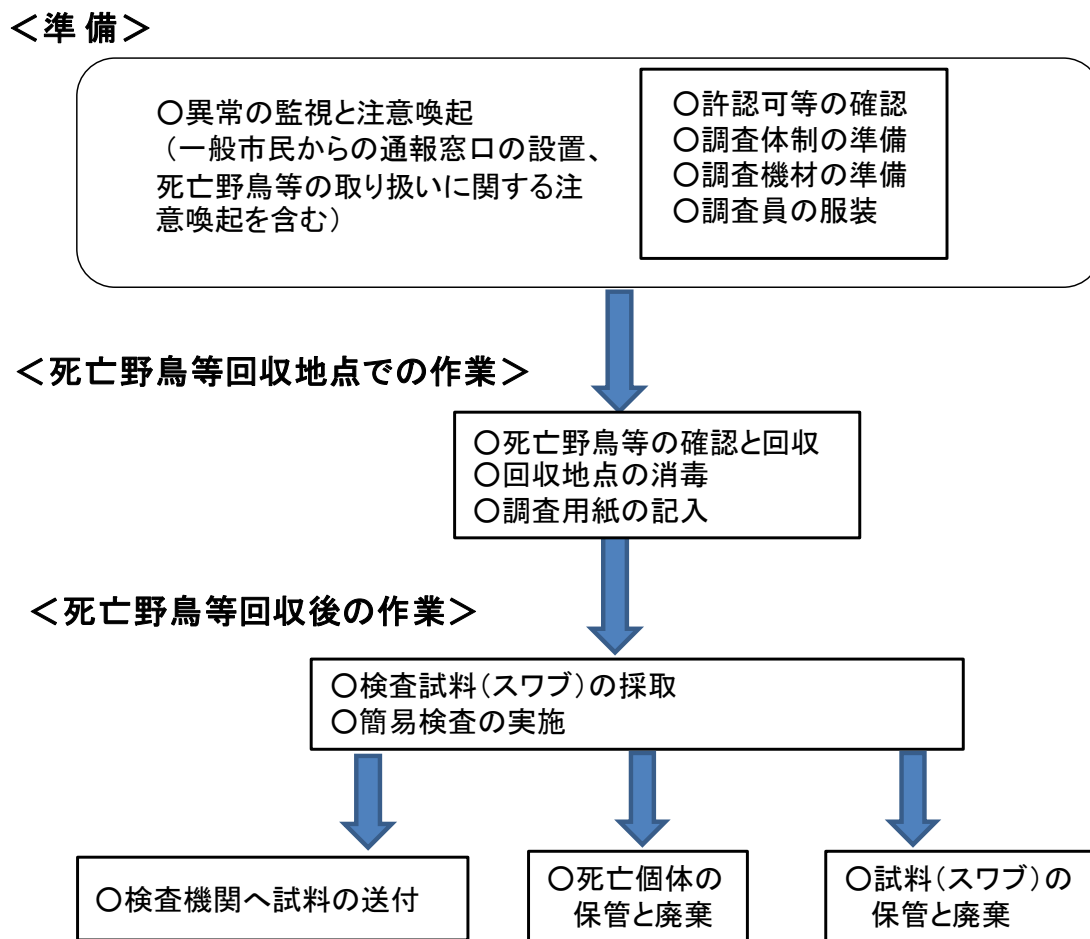 ＜準 備＞
○異常の監視と注意喚起
（一般市民からの通報窓口の設置、
死亡野鳥等の取り扱いに関する注
意喚起を含む）
○許認可等の確認
○調査体制の準備
○調査機材の準備
○調査員の服装
＜死亡野鳥等回収地点での作業＞
○死亡野鳥等の確認と回収
○回収地点の消毒
○調査用紙の記入
＜死亡野鳥等回収後の作業＞
○検査試料（スワブ）の採取
○簡易検査の実施
○検査機関へ試料の送付
○死亡個体の
保管と廃棄
○試料（スワブ）の
保管と廃棄